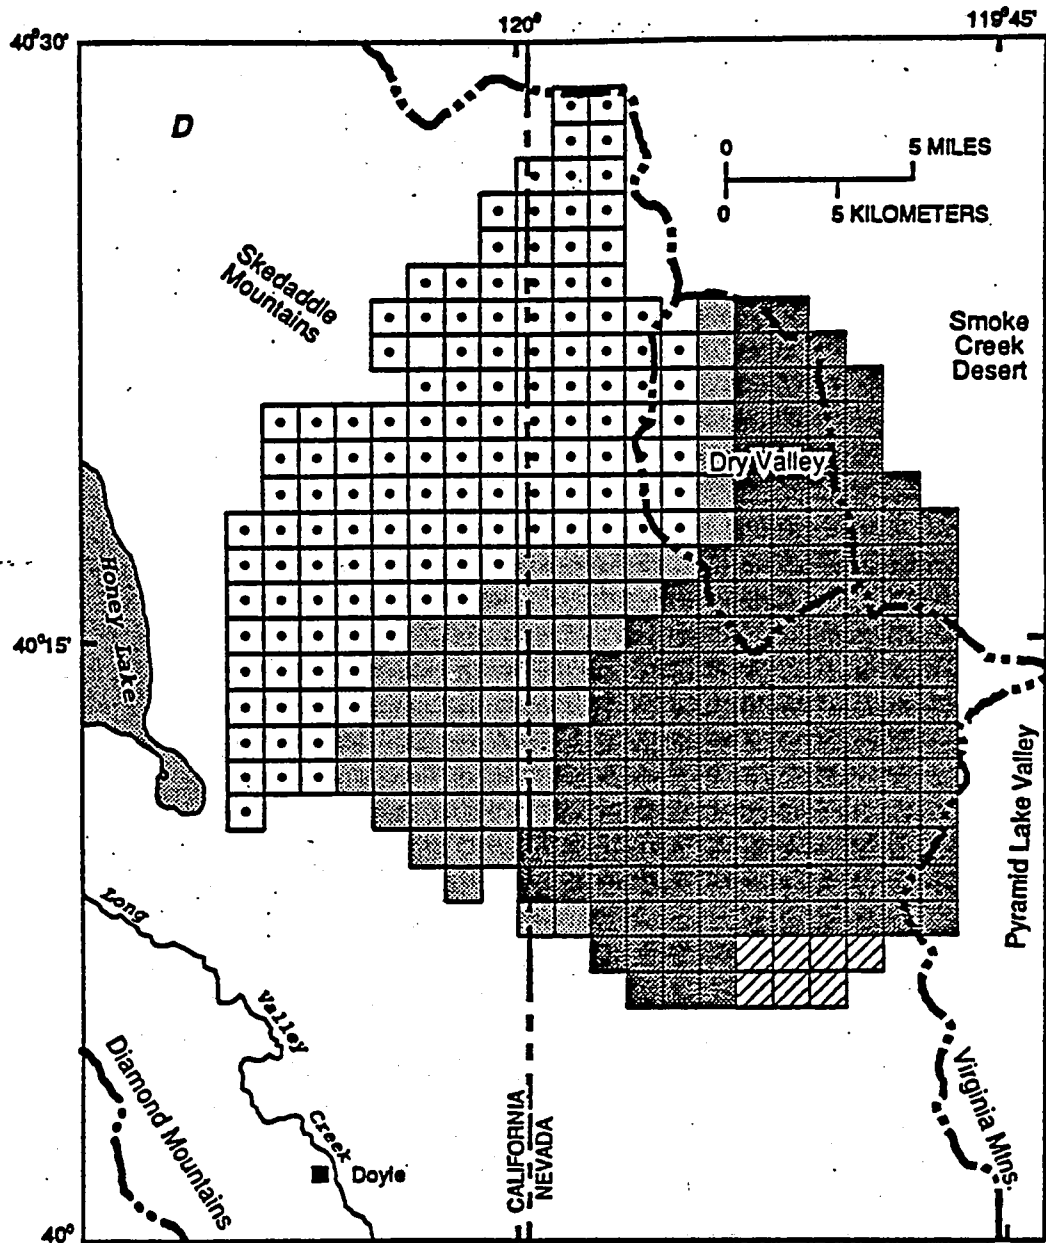 120°
119°45'
40°30'
D
0 5 MILES
0 5 KILOMETERS
Skedaddle
Mountains
Smoke
Creek
Desert
Dry Valley
Honey Lake
40°15'
Pyramid Lake Valley
Long
Valley
Creek
Diamond Mountains
Doyle
CALIFORNIA
NEVADA
Virginia Mtns.
40°